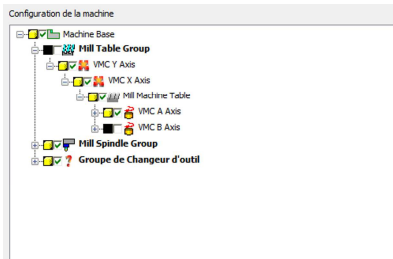 Configuration de la machine
Machine Base
Mill Table Group
VMC Y Axis
VMC X Axis
Mill Machine Table
VMC A Axis
VMC B Axis
Mill Spindle Group
Groupe de Changeur d'outil